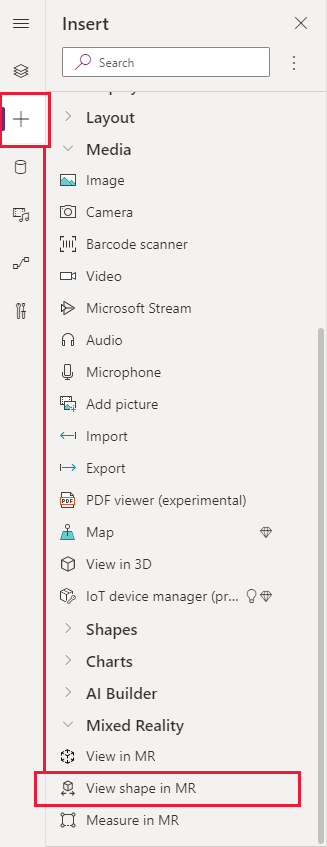 Insert
Search
Layout
Media
Image
Camera
Barcode scanner
Video
Microsoft Stream
Audio
Microphone
Add picture
Import
Export
PDF
PDF viewer (experimental)
Map
View in 3D
IoT device manager (pr...
Shapes
Charts
AI Builder
Mixed Reality
View in MR
View shape in MR
Measure in MR